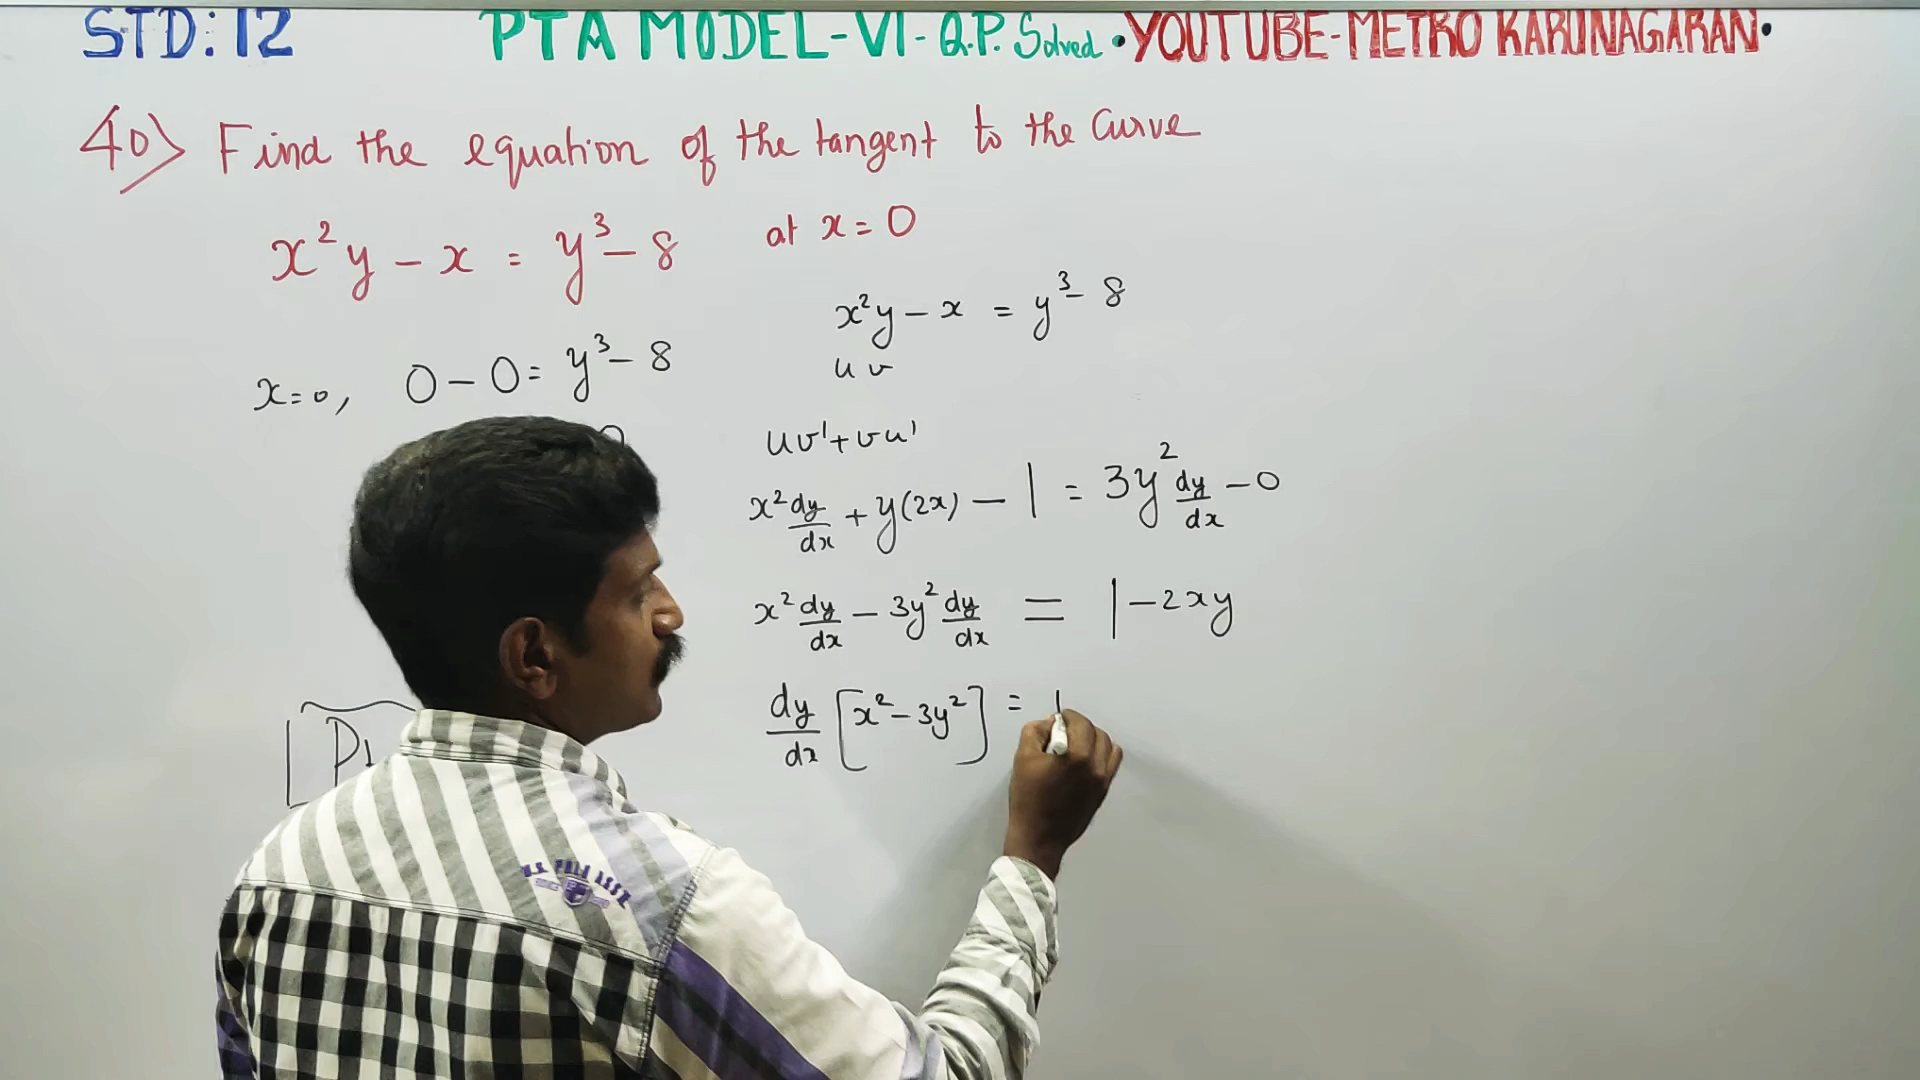 STD: 12 PTA MODEL-VI-Q.P. Solved • YOUTUBE-METRO KARUNAGARAN •
40) Find the equation of the tangent to the curve
x²y - x = y³ - 8 at x = 0
x = 0, 0 - 0 = y³ - 8
x²y - x = y³ - 8
u v
uv' + vu'
x² dy/dx + y(2x) - 1 = 3y² dy/dx - 0
x² dy/dx - 3y² dy/dx = 1 - 2xy
dy/dx [x² - 3y²] = 1
U.S. POLO ASSN.